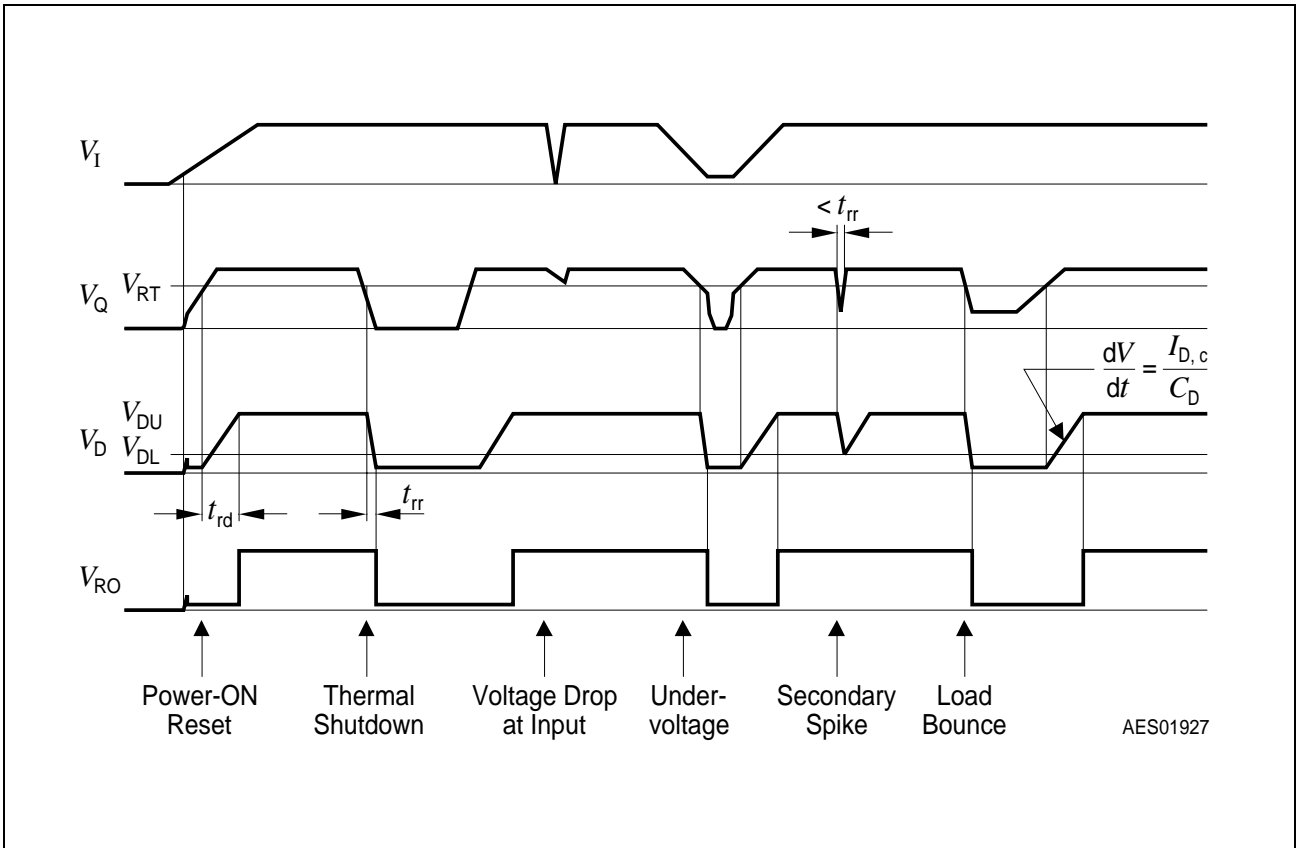 V_I
< t_rr
V_Q V_RT
dV/dt = I_D, c/C_D
V_DU
V_D V_DL
t_rd
t_rr
V_RO
Power-ON Reset
Thermal Shutdown
Voltage Drop at Input
Under-voltage
Secondary Spike
Load Bounce
AES01927